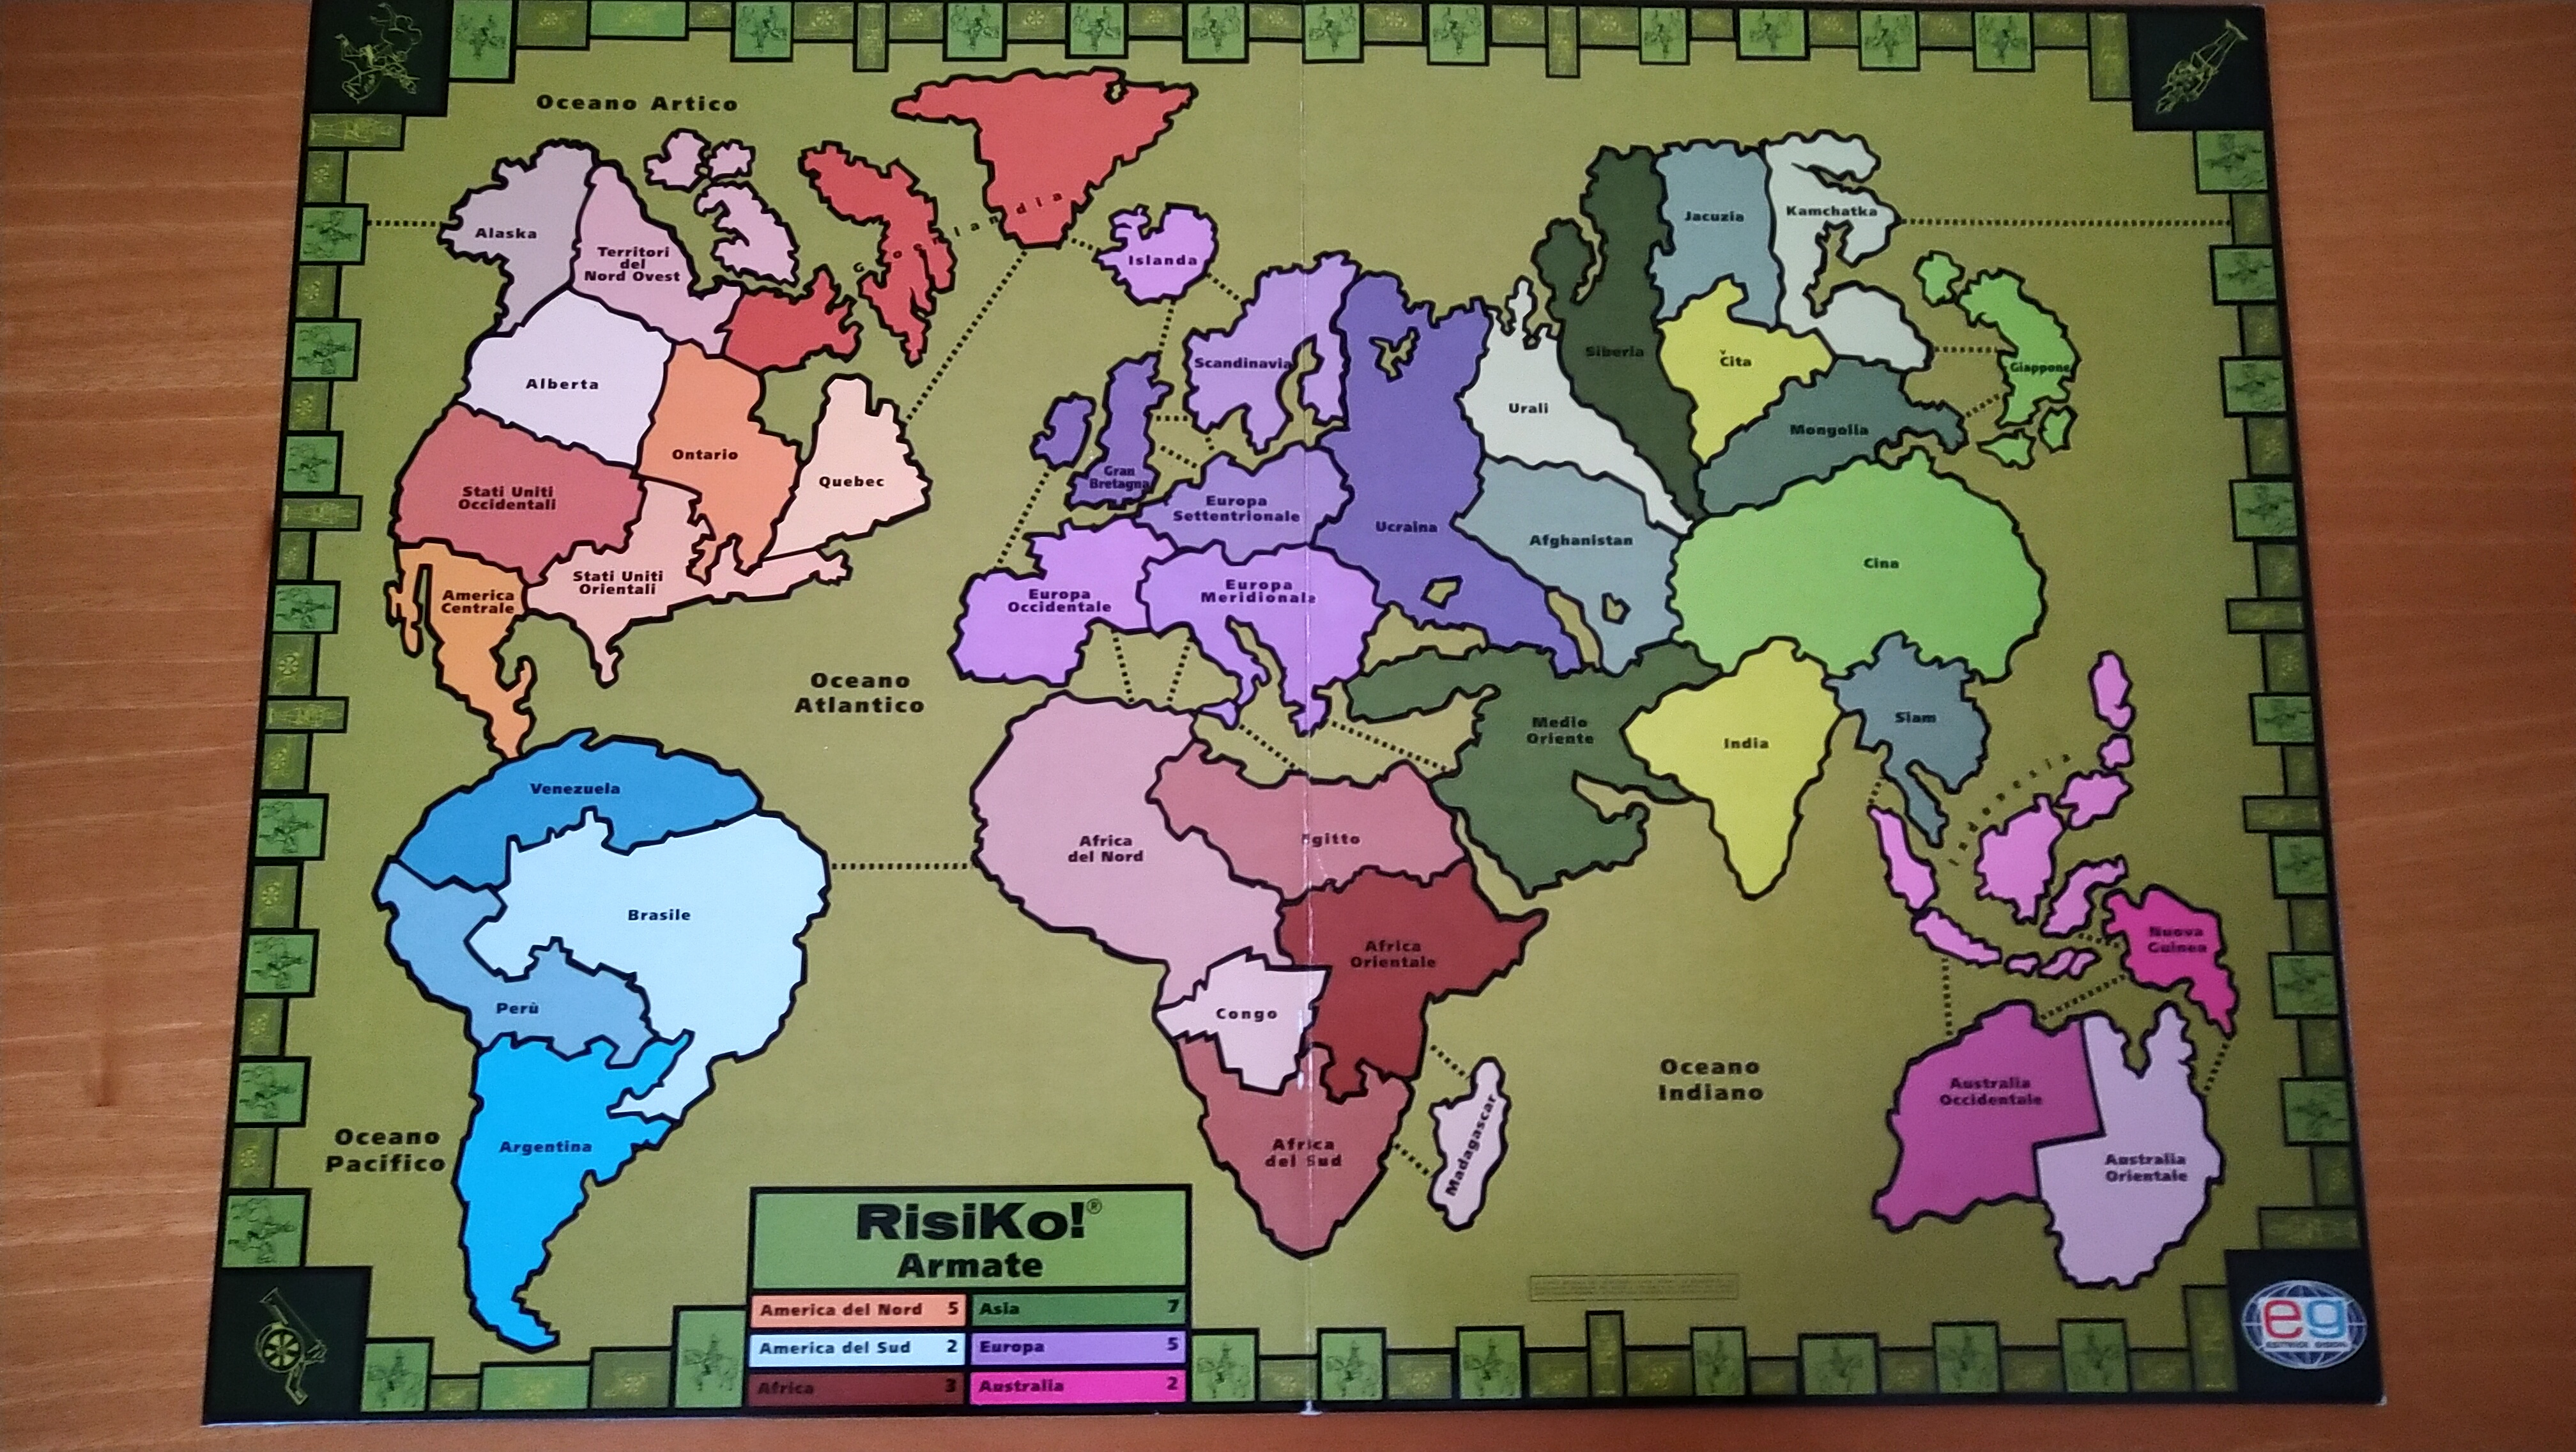 Oceano Artico
Alaska
Territori
del
Nord Ovest
Groenlandia
Islanda
Jacuzia
Kamchatka
Alberta
Ontario
Quebec
Scandinavia
Siberia
Čita
Giappone
Urali
Mongolia
Stati Uniti
Occidentali
Gran
Bretagna
Europa
Settentrionale
Ucraina
Afghanistan
Cina
America
Centrale
Stati Uniti
Orientali
Europa
Occidentale
Europa
Meridionale
Oceano
Atlantico
Medio
Oriente
India
Siam
Indonesia
Venezuela
Brasile
Africa
del Nord
Egitto
Africa
Orientale
Nuova
Guinea
Perù
Congo
Oceano
Indiano
Australia
Occidentale
Australia
Orientale
Oceano
Pacifico
Argentina
Africa
del Sud
Madagascar
RisiKo!®
Armate
America del Nord 5
Asia 7
America del Sud 2
Europa 5
Africa 3
Australia 2
eg